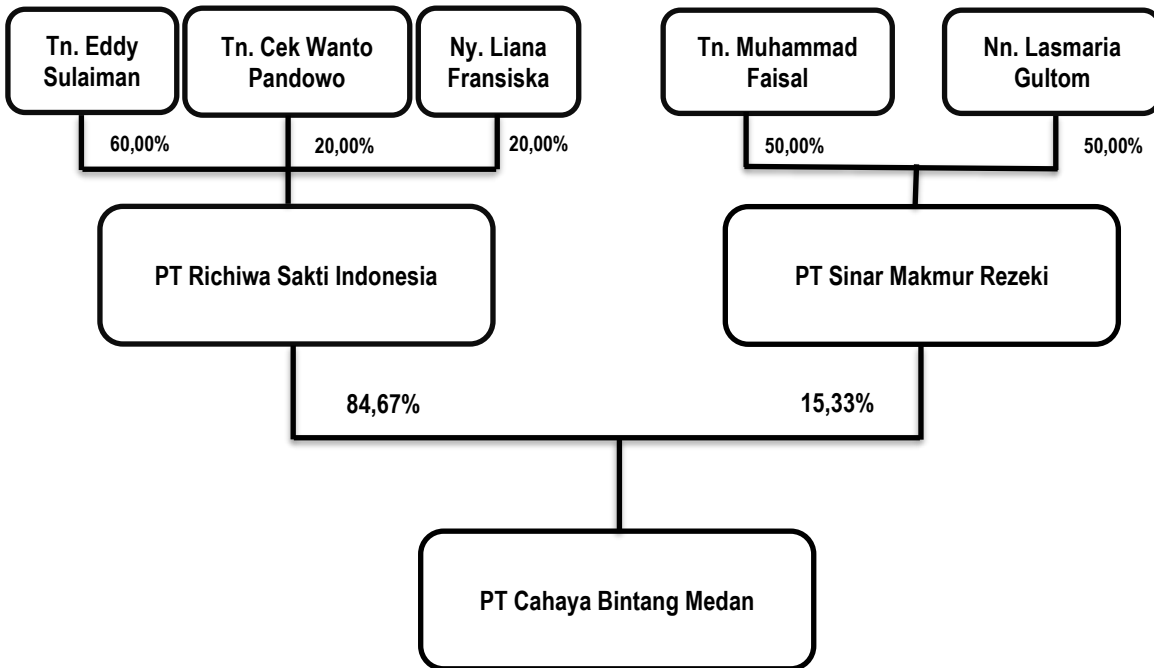 Tn. Eddy
Sulaiman
Tn. Cek Wanto
Pandowo
Ny. Liana
Fransiska
Tn. Muhammad
Faisal
Nn. Lasmaria
Gultom
60,00%
20,00%
20,00%
50,00%
50,00%
PT Richiwa Sakti Indonesia
PT Sinar Makmur Rezeki
84,67%
15,33%
PT Cahaya Bintang Medan